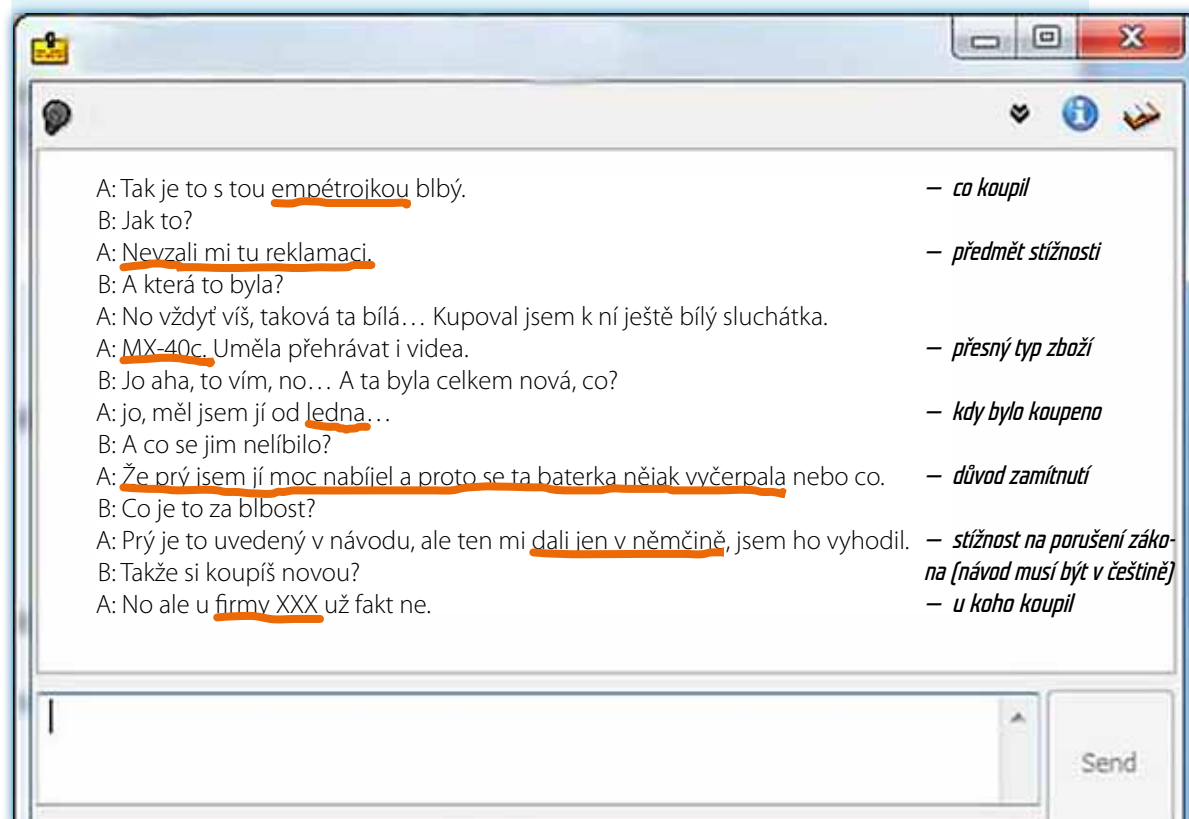 A: Tak je to s tou empétrojkou blbý. – co koupil
B: Jak to?
A: Nevzali mi tu reklamaci. – předmět stížnosti
B: A která to byla?
A: No vždyť víš, taková ta bílá… Kupoval jsem k ní ještě bílý sluchátka.
A: MX-40c. Uměla přehrávat i videa. – přesný typ zboží
B: Jo aha, to vím, no… A ta byla celkem nová, co?
A: jo, měl jsem jí od ledna… – kdy bylo koupeno
B: A co se jim nelíbilo?
A: Že prý jsem jí moc nabíjel a proto se ta baterka nějak vyčerpala nebo co. – důvod zamítnutí
B: Co je to za blbost?
A: Prý je to uvedený v návodu, ale ten mi dali jen v němčině, jsem ho vyhodil. – stížnost na porušení záko-
B: Takže si koupíš novou? na (návod musí být v češtině)
A: No ale u firmy XXX už fakt ne. – u koho koupil
Send